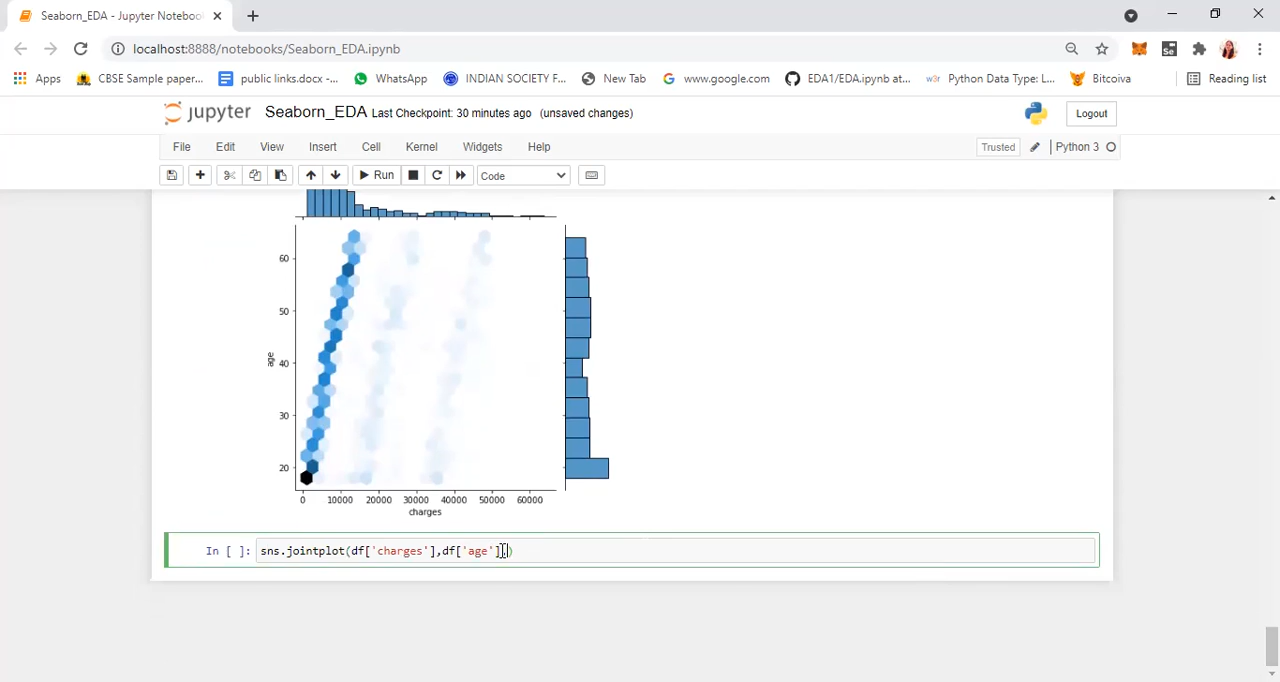 Seaborn_EDA - Jupyter Notebook
localhost:8888/notebooks/Seaborn_EDA.ipynb
Apps CBSE Sample paper... public links.docx -... WhatsApp INDIAN SOCIETY F... New Tab www.google.com EDA1/EDA.ipynb at... w3r Python Data Type: L... Bitcoiva Reading list
jupyter Seaborn_EDA Last Checkpoint: 30 minutes ago (unsaved changes) Logout
File Edit View Insert Cell Kernel Widgets Help Trusted Python 3
Run Code
60
50
age
40
30
20
0 10000 20000 30000 40000 50000 60000
charges
In [ ]: sns.jointplot(df['charges'],df['age'],)